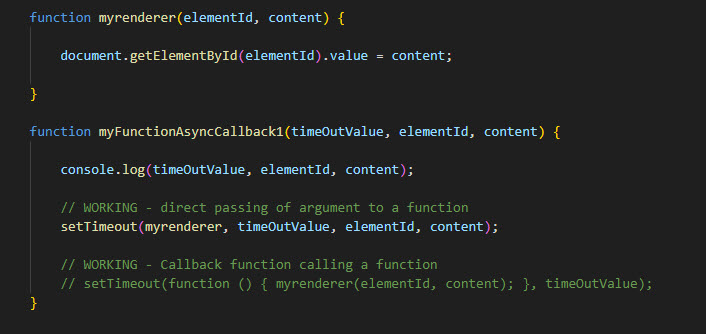 function myrenderer(elementId, content) {
document.getElementById(elementId).value = content;
}
function myFunctionAsyncCallback1(timeOutValue, elementId, content) {
console.log(timeOutValue, elementId, content);
// WORKING - direct passing of argument to a function
setTimeout(myrenderer, timeOutValue, elementId, content);
// WORKING - Callback function calling a function
// setTimeout(function () { myrenderer(elementId, content); }, timeOutValue);
}